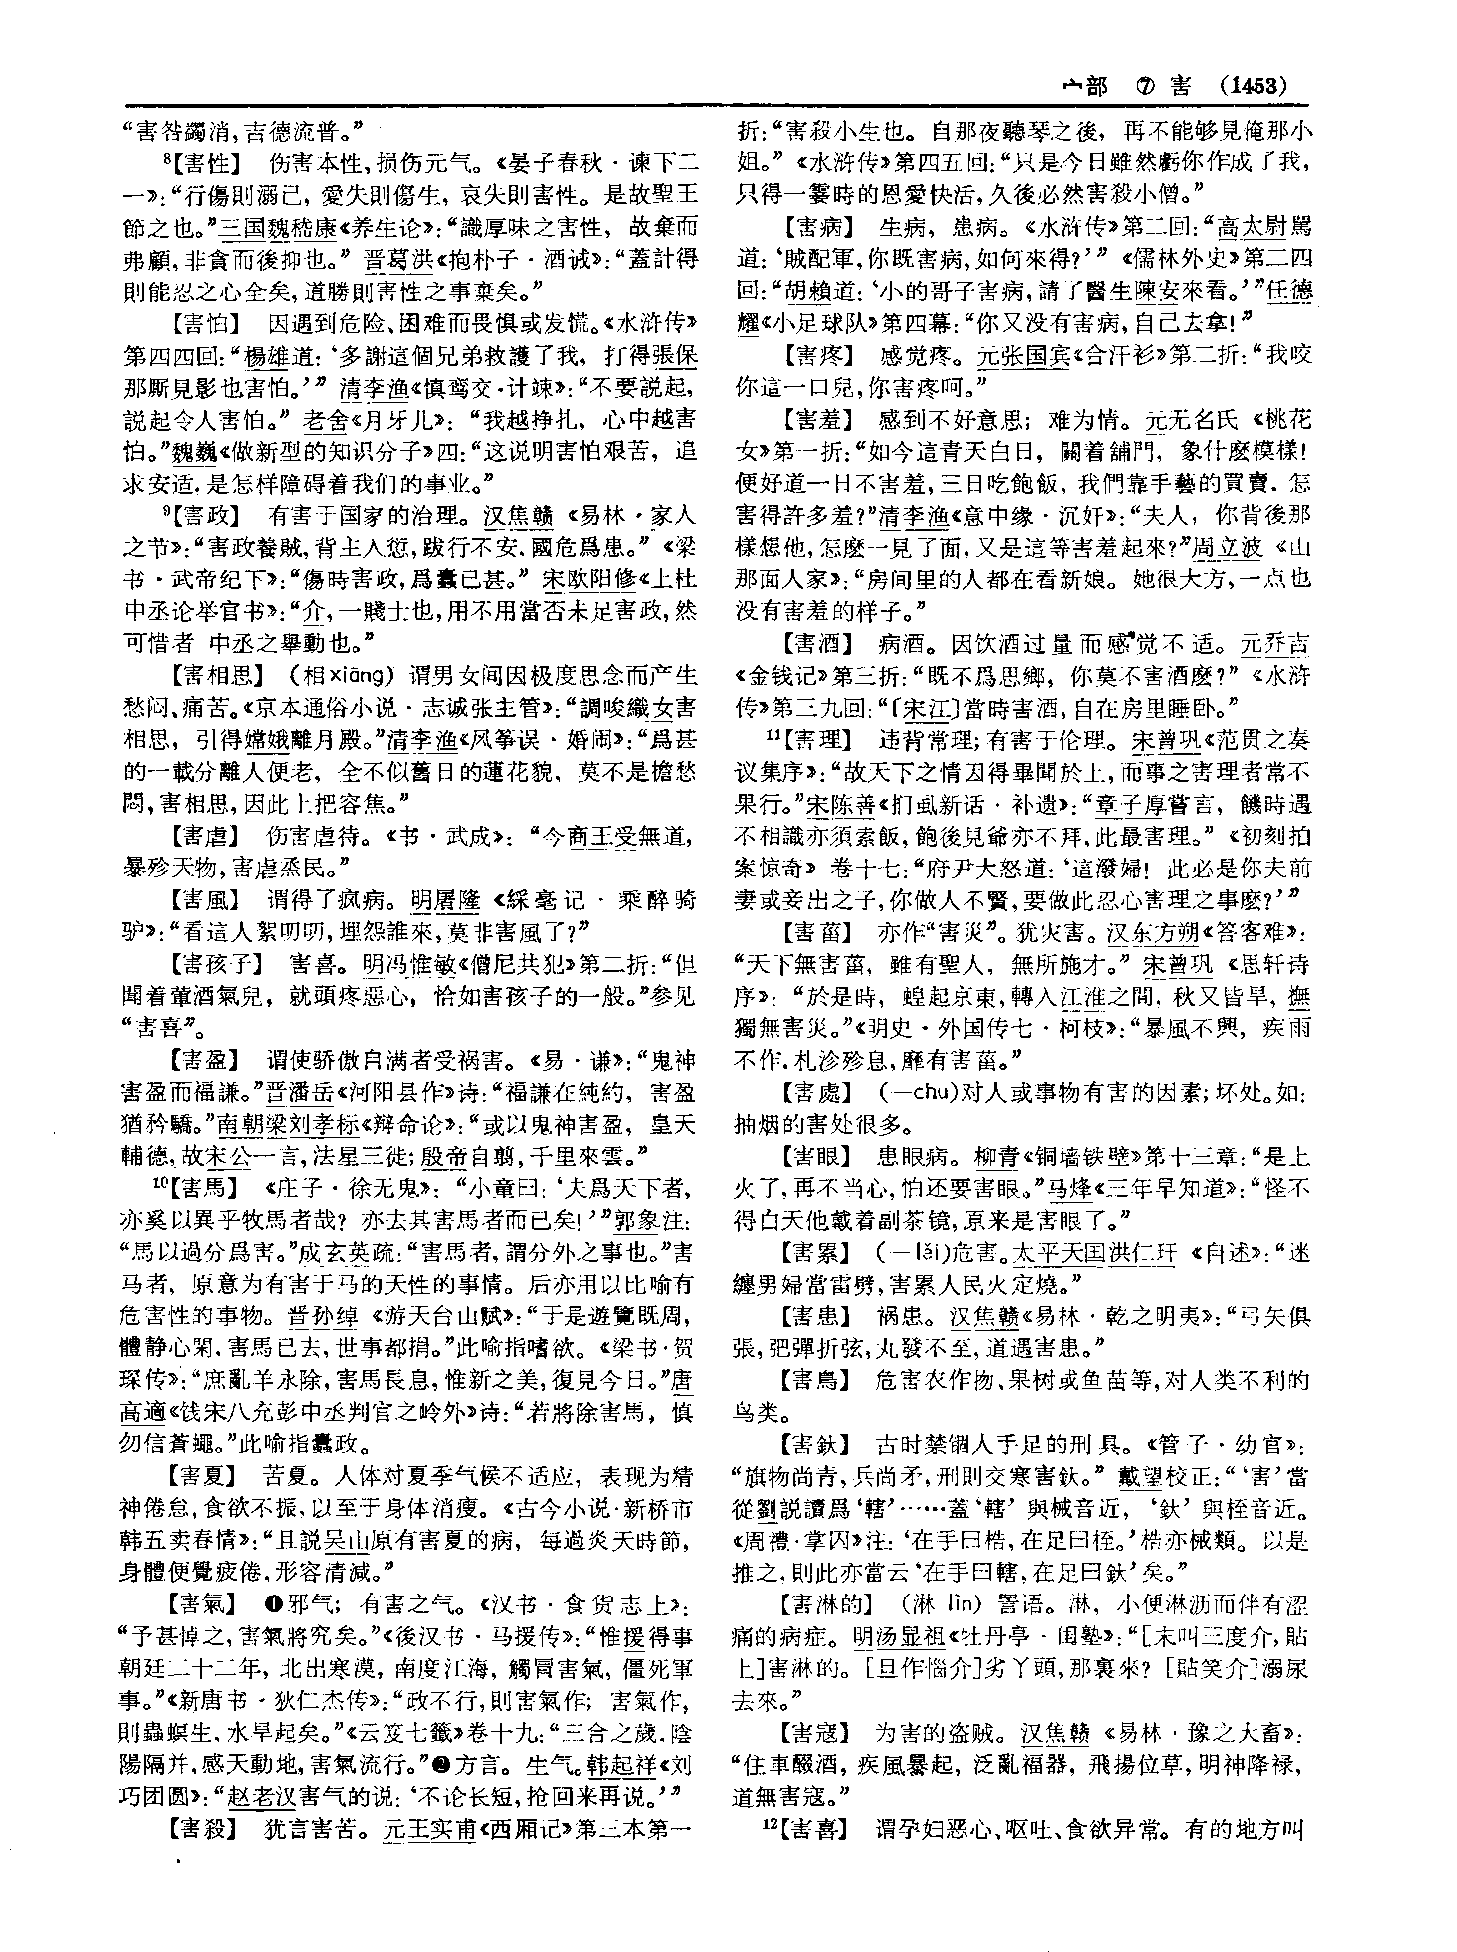 宀部 ⑦ 害 (1453)
“害咎蠲消,吉德流普。”
⁸【害性】 伤害本性,损伤元气。《晏子春秋·谏下二
一》:“行傷則溺己,愛失則傷生,哀失則害性。是故聖王
節之也。”三国魏嵇康《养生论》:“識厚味之害性,故棄而
弗顧,非貪而後抑也。”晋葛洪《抱朴子·酒诫》:“蓋計得
則能忍之心全矣,道勝則害性之事棄矣。”
【害怕】 因遇到危险、困难而畏惧或发慌。《水浒传》
第四四回:“楊雄道:‘多謝這個兄弟救護了我,打得張保
那厮見影也害怕。’”清李渔《慎鸾交·计竦》:“不要説起,
説起令人害怕。”老舍《月牙儿》:“我越挣扎,心中越害
怕。”魏巍《做新型的知识分子》四:“这说明害怕艰苦,追
求安适,是怎样障碍着我们的事业。”
⁹【害政】 有害于国家的治理。汉焦赣《易林·家人
之节》:“害政養賊,背主入愆,跛行不安,國危爲患。”《梁
书·武帝纪下》:“傷時害政,爲蠹已甚。”宋欧阳修《上杜
中丞论举官书》:“介,一賤士也,用不用當否未足害政,然
可惜者 中丞之舉動也。”
【害相思】 (相xiāng) 谓男女间因极度思念而产生
愁闷、痛苦。《京本通俗小说·志诚张主管》:“調唆織女害
相思,引得嫦娥離月殿。”清李渔《风筝误·婚闹》:“爲甚
的一載分離人便老,全不似舊日的蓮花貌,莫不是擔愁
悶,害相思,因此上把容焦。”
【害虐】 伤害虐待。《书·武成》:“今商王受無道,
暴殄天物,害虐烝民。”
【害風】 谓得了疯病。明屠隆《綵毫记·乘醉骑
驴》:“看這人絮叨叨,埋怨誰來,莫非害風了?”
【害孩子】 害喜。明冯惟敏《僧尼共犯》第二折:“但
聞着葷酒氣兒,就頭疼惡心,恰如害孩子的一般。”参见
“害喜”。
【害盈】 谓使骄傲自满者受祸害。《易·谦》:“鬼神
害盈而福謙。”晋潘岳《河阳县作》诗:“福謙在純約,害盈
猶矜驕。”南朝梁刘孝标《辩命论》:“或以鬼神害盈,皇天
輔德,故宋公一言,法星三徙;殷帝自翦,千里來雲。”
¹⁰【害馬】 《庄子·徐无鬼》:“小童曰:‘夫爲天下者,
亦奚以異乎牧馬者哉?亦去其害馬者而已矣!’”郭象注:
“馬以過分爲害。”成玄英疏:“害馬者,謂分外之事也。”害
马者,原意为有害于马的天性的事情。后亦用以比喻有
危害性的事物。晋孙绰《游天台山赋》:“于是遊覽既周,
體静心閑,害馬已去,世事都捐。”此喻指嗜欲。《梁书·贺
琛传》:“庶亂羊永除,害馬長息,惟新之美,復見今日。”唐
高適《饯宋八充彭中丞判官之岭外》诗:“若將除害馬,慎
勿信蒼蠅。”此喻指蠹政。
【害夏】 苦夏。人体对夏季气候不适应,表现为精
神倦怠,食欲不振,以至于身体消瘦。《古今小说·新桥市
韩五卖春情》:“且説吴山原有害夏的病,每過炎天時節,
身體便覺疲倦,形容清減。”
【害氣】 ❶邪气;有害之气。《汉书·食货志上》:
“予甚悼之,害氣將究矣。”《後汉书·马援传》:“惟援得事
朝廷二十二年,北出塞漠,南度江海,觸冒害氣,僵死軍
事。”《新唐书·狄仁杰传》:“政不行,則害氣作;害氣作,
則蟲螟生,水旱起矣。”《云笈七籤》卷十九:“三合之歲,陰
陽隔并,感天動地,害氣流行。”❷方言。生气。韩起祥《刘
巧团圆》:“赵老汉害气的说:‘不论长短,抢回来再说。’”
【害殺】 犹言害苦。元王实甫《西厢记》第三本第一
折:“害殺小生也。自那夜聽琴之後,再不能够見俺那小
姐。”《水浒传》第四五回:“只是今日雖然虧你作成了我,
只得一霎時的恩愛快活,久後必然害殺小僧。”
【害病】 生病,患病。《水浒传》第二回:“高太尉駡
道:‘賊配軍,你既害病,如何來得?’”《儒林外史》第二四
回:“胡賴道:‘小的哥子害病,請了醫生陳安來看。’”任德
耀《小足球队》第四幕:“你又没有害病,自己去拿!”
【害疼】 感觉疼。元张国宾《合汗衫》第二折:“我咬
你這一口兒,你害疼呵。”
【害羞】 感到不好意思;难为情。元无名氏《桃花
女》第一折:“如今這青天白日,關着舖門,象什麽模樣!
便好道一日不害羞,三日吃飽飯,我們靠手藝的買賣,怎
害得許多羞?”清李渔《意中缘·沉奸》:“夫人,你背後那
樣想他,怎麽一見了面,又是這等害羞起來?”周立波《山
那面人家》:“房间里的人都在看新娘。她很大方,一点也
没有害羞的样子。”
【害酒】 病酒。因饮酒过量而感觉不适。元乔吉
《金钱记》第三折:“既不爲思鄉,你莫不害酒麽?”《水浒
传》第三九回:“〔宋江〕當時害酒,自在房里睡卧。”
¹¹【害理】 违背常理;有害于伦理。宋曾巩《范贯之奏
议集序》:“故天下之情因得畢聞於上,而事之害理者常不
果行。”宋陈善《扪虱新话·补遗》:“章子厚嘗言,饑時遇
不相識亦須索飯,飽後見爺亦不拜,此最害理。”《初刻拍
案惊奇》卷十七:“府尹大怒道:‘這潑婦!此必是你夫前
妻或妾出之子,你做人不賢,要做此忍心害理之事麽?’”
【害菑】 亦作“害災”。犹灾害。汉东方朔《答客难》:
“天下無害菑,雖有聖人,無所施才。”宋曾巩《思轩诗
序》:“於是時,蝗起京東,轉入江淮之間,秋又皆旱,撫
獨無害災。”《明史·外国传七·柯枝》:“暴風不興,疾雨
不作,札沴殄息,靡有害菑。”
【害處】 (—chu)对人或事物有害的因素;坏处。如:
抽烟的害处很多。
【害眼】 患眼病。柳青《铜墙铁壁》第十三章:“是上
火了,再不当心,怕还要害眼。”马烽《三年早知道》:“怪不
得白天他戴着副茶镜,原来是害眼了。”
【害累】 (—lěi)危害。太平天国洪仁玕《自述》:“迷
纏男婦當雷劈,害累人民火定燒。”
【害患】 祸患。汉焦赣《易林·乾之明夷》:“弓矢俱
張,弝彈折弦,丸發不至,道遇害患。”
【害鳥】 危害农作物、果树或鱼苗等,对人类不利的
鸟类。
【害釱】 古时禁锢人手足的刑具。《管子·幼官》:
“旗物尚青,兵尚矛,刑則交寒害釱。”戴望校正:“‘害’當
從劉説讀爲‘轄’……蓋‘轄’與械音近,‘釱’與桎音近。
《周禮·掌囚》注:‘在手曰梏,在足曰桎。’梏亦械類。以是
推之,則此亦當云‘在手曰轄,在足曰釱’矣。”
【害淋的】 (淋 lìn) 詈语。淋,小便淋沥而伴有涩
痛的病症。明汤显祖《牡丹亭·闺塾》:“[末叫三度介,貼
上]害淋的。[旦作惱介]劣丫頭,那裏來?[貼笑介]溺尿
去來。”
【害寇】 为害的盗贼。汉焦赣《易林·豫之大畜》:
“住車醊酒,疾風暴起,泛亂福器,飛揚位草,明神降禄,
道無害寇。”
¹²【害喜】 谓孕妇恶心、呕吐、食欲异常。有的地方叫